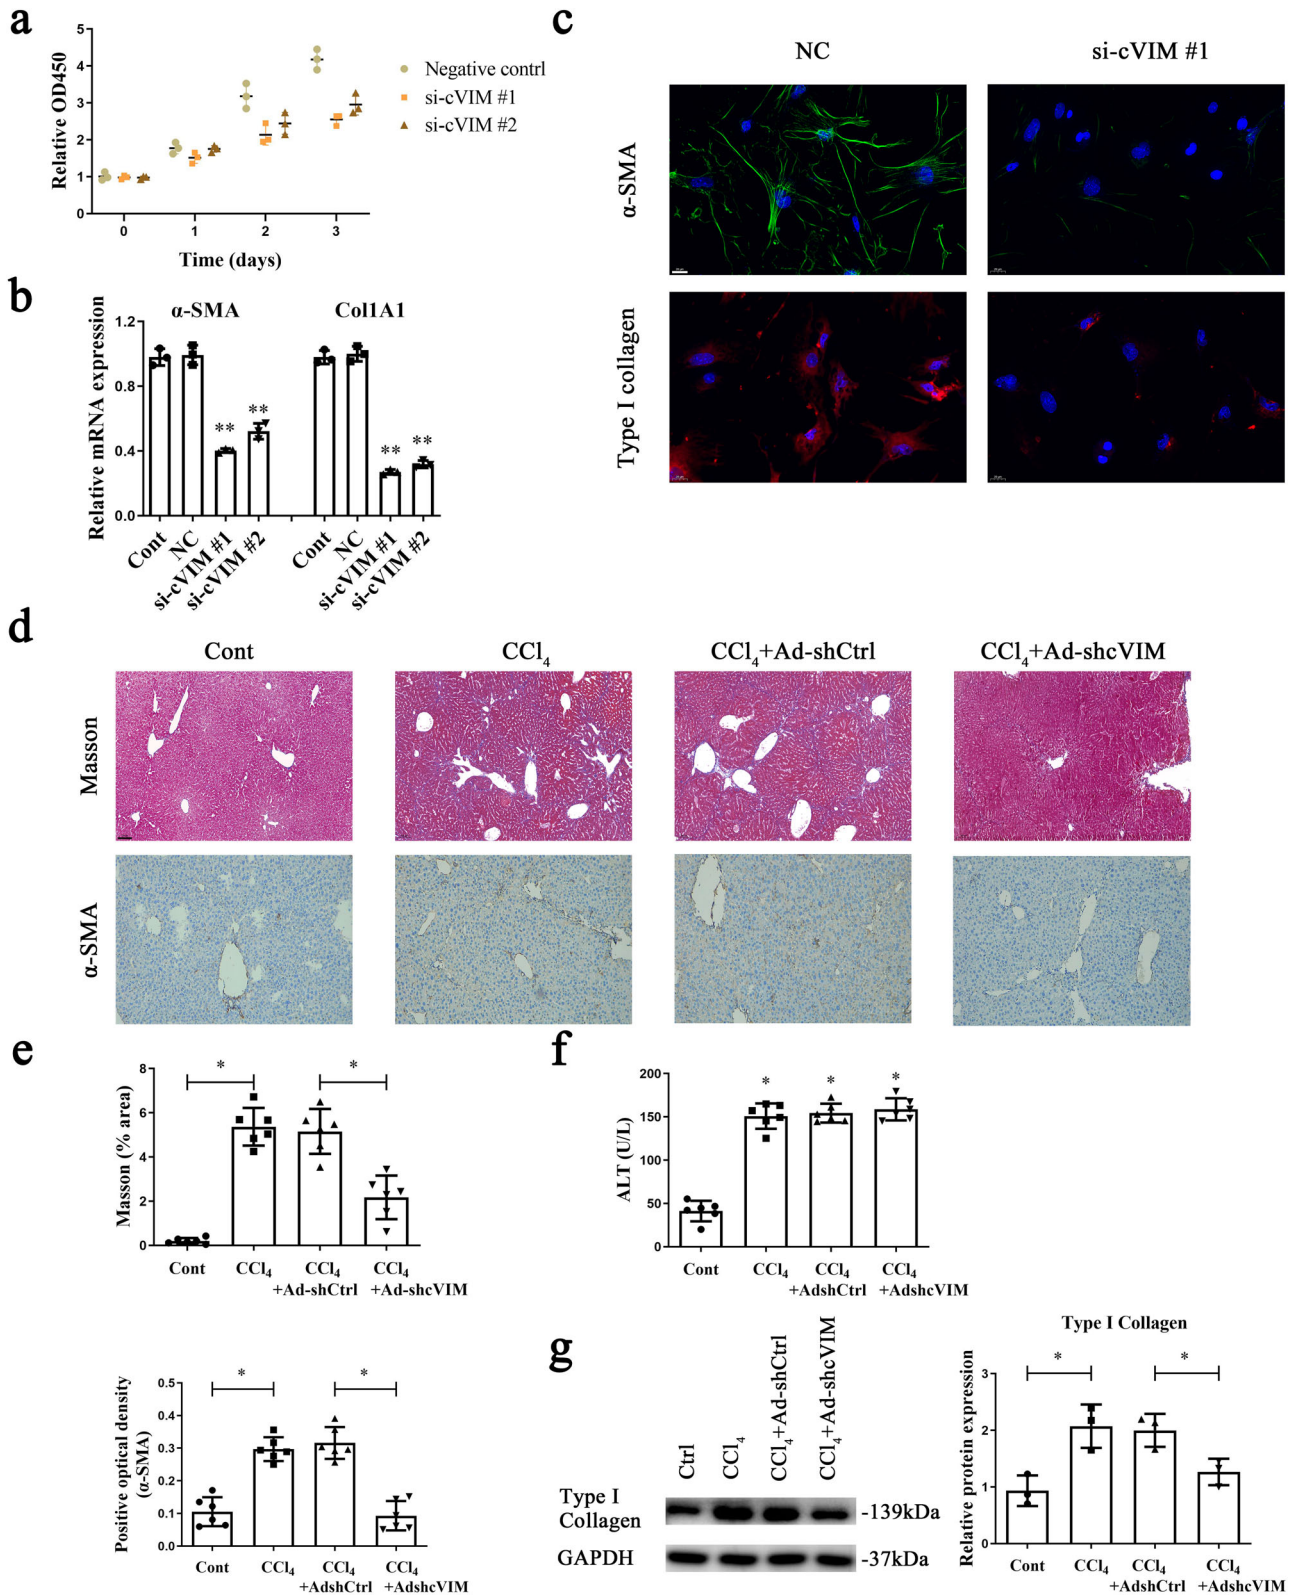 a
5
4
3
2
1
0
Relative OD450
0 1 2 3
Time (days)
Negative contrl
si-cVIM #1
si-cVIM #2
b
α-SMA Col1A1
1.2
0.8
0.4
0.0
Relative mRNA expression
** ** ** **
Cont NC si-cVIM #1 si-cVIM #2 Cont NC si-cVIM #1 si-cVIM #2
c
NC si-cVIM #1
α-SMA
Type I collagen
d
Cont CCl4 CCl4+Ad-shCtrl CCl4+Ad-shcVIM
Masson
α-SMA
e
8
6
4
2
0
Masson (% area)
* *
Cont CCl4 CCl4 CCl4
+Ad-shCtrl +Ad-shcVIM
f
200
150
100
50
0
ALT (U/L)
* * *
Cont CCl4 CCl4 CCl4
+AdshCtrl +AdshcVIM
0.5
0.4
0.3
0.2
0.1
0.0
Positive optical density
(α-SMA)
* *
Cont CCl4 CCl4 CCl4
+AdshCtrl +AdshcVIM
g
Ctrl CCl4 CCl4+Ad-shCtrl CCl4+Ad-shcVIM
Type I
Collagen
-139kDa
GAPDH -37kDa
Type I Collagen
3
2
1
0
Relative protein expression
* *
Cont CCl4 CCl4 CCl4
+AdshCtrl +AdshcVIM